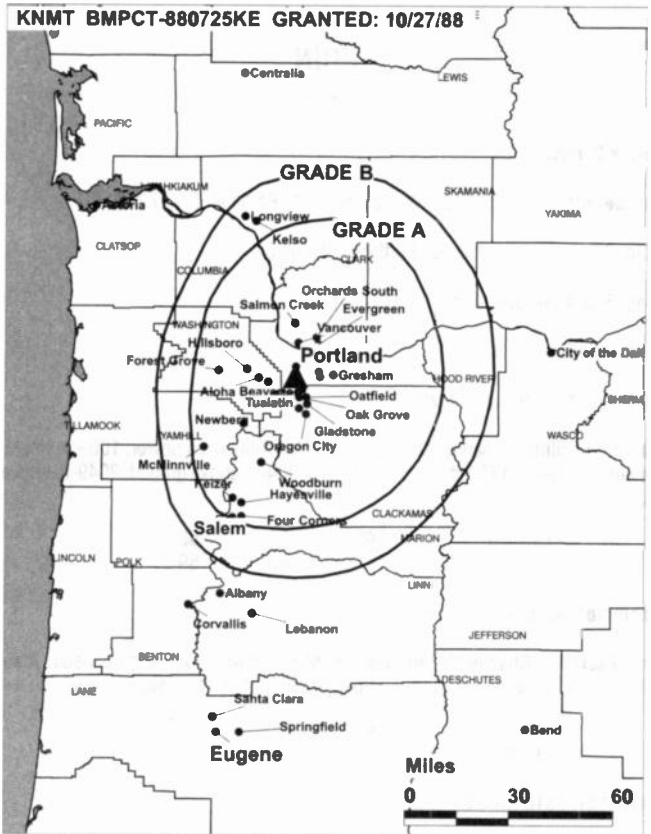 KNMT BMPCT-880725KE GRANTED: 10/27/88
Centralia
LEWIS
PACIFIC
GRADE B
SKAMANIA
YAKIMA
Longview
Kelso
GRADE A
CLATSOP
COLUMBIA
CLARK
Orchards South
Salmon Creek
Evergreen
WASHINGTON
Vancouver
Hillsboro
Portland
Forest Grove
City of the Dal
Gresham
HOOD RIVER
Aloha
Oatfield
SHERM
Tualatin
Oak Grove
TILLAMOOK
Newberg
Gladstone
WASCO
YAMHILL
Oregon City
McMinnville
Woodburn
Keizer
Hayesville
CLACKAMAS
Salem
Four Corners
MARION
LINCOLN
POLK
LINN
Albany
Corvallis
Lebanon
JEFFERSON
BENTON
DESCHUTES
LANE
Santa Clara
Springfield
Bend
Eugene
Miles
0 30 60